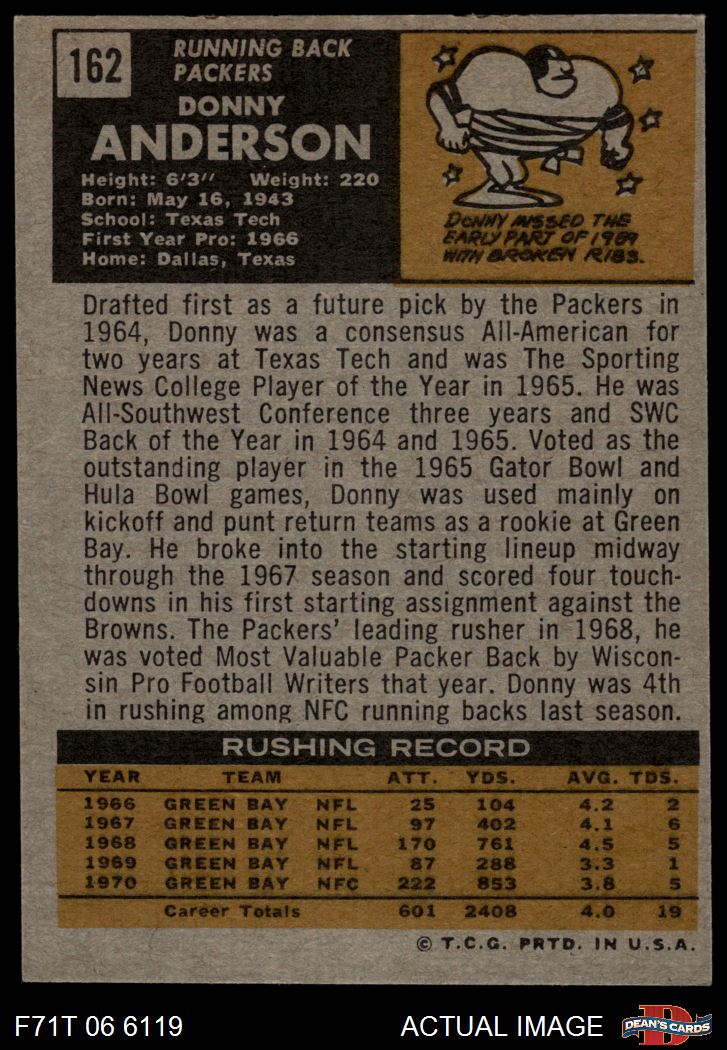 162
RUNNING BACK
PACKERS
DONNY
ANDERSON
Height: 6'3" Weight: 220
Born: May 16, 1943
School: Texas Tech
First Year Pro: 1966
Home: Dallas, Texas
DONNY MISSED THE
EARLY PART OF 1969
WITH BROKEN RIBS.
Drafted first as a future pick by the Packers in
1964, Donny was a consensus All-American for
two years at Texas Tech and was The Sporting
News College Player of the Year in 1965. He was
All-Southwest Conference three years and SWC
Back of the Year in 1964 and 1965. Voted as the
outstanding player in the 1965 Gator Bowl and
Hula Bowl games, Donny was used mainly on
kickoff and punt return teams as a rookie at Green
Bay. He broke into the starting lineup midway
through the 1967 season and scored four touch-
downs in his first starting assignment against the
Browns. The Packers' leading rusher in 1968, he
was voted Most Valuable Packer Back by Wiscon-
sin Pro Football Writers that year. Donny was 4th
in rushing among NFC running backs last season.
RUSHING RECORD
YEAR TEAM ATT. YDS. AVG. TDS.
1966 GREEN BAY NFL 25 104 4.2 2
1967 GREEN BAY NFL 97 402 4.1 6
1968 GREEN BAY NFL 170 761 4.5 5
1969 GREEN BAY NFL 87 288 3.3 1
1970 GREEN BAY NFC 222 853 3.8 5
Career Totals 601 2408 4.0 19
© T.C.G. PRTD. IN U.S.A.
F71T 06 6119 ACTUAL IMAGE
D
DEAN'S CARDS